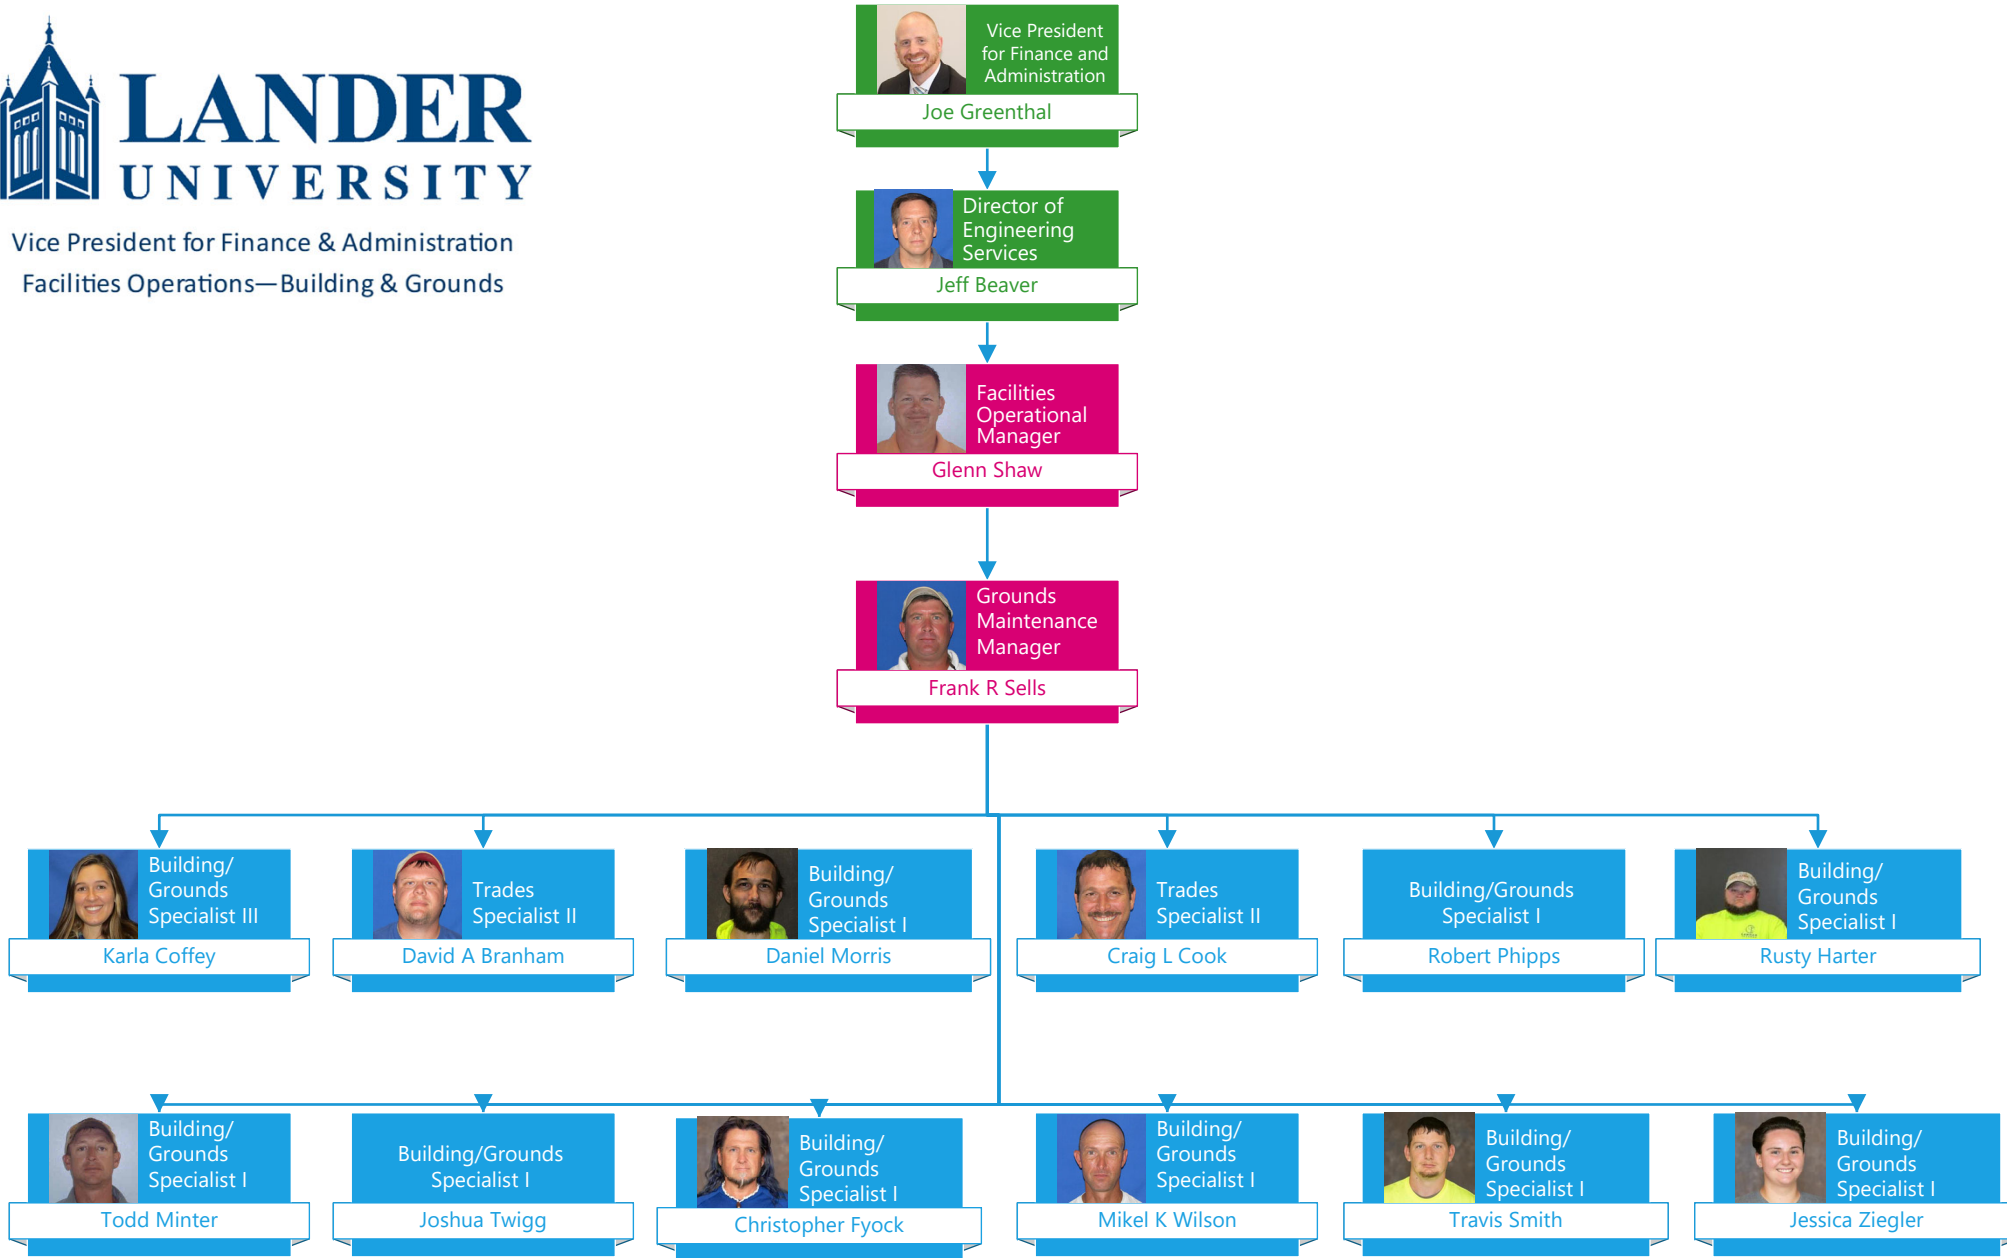 LANDER
UNIVERSITY
Vice President for Finance & Administration
Facilities Operations—Building & Grounds
Vice President
for Finance and
Administration
Joe Greenthal
Director of
Engineering
Services
Jeff Beaver
Facilities
Operational
Manager
Glenn Shaw
Grounds
Maintenance
Manager
Frank R Sells
Building/
Grounds
Specialist III
Karla Coffey
Trades
Specialist II
David A Branham
Building/
Grounds
Specialist I
Daniel Morris
Trades
Specialist II
Craig L Cook
Building/Grounds
Specialist I
Robert Phipps
Building/
Grounds
Specialist I
Rusty Harter
Building/
Grounds
Specialist I
Todd Minter
Building/Grounds
Specialist I
Joshua Twigg
Building/
Grounds
Specialist I
Christopher Fyock
Building/
Grounds
Specialist I
Mikel K Wilson
Building/
Grounds
Specialist I
Travis Smith
Building/
Grounds
Specialist I
Jessica Ziegler